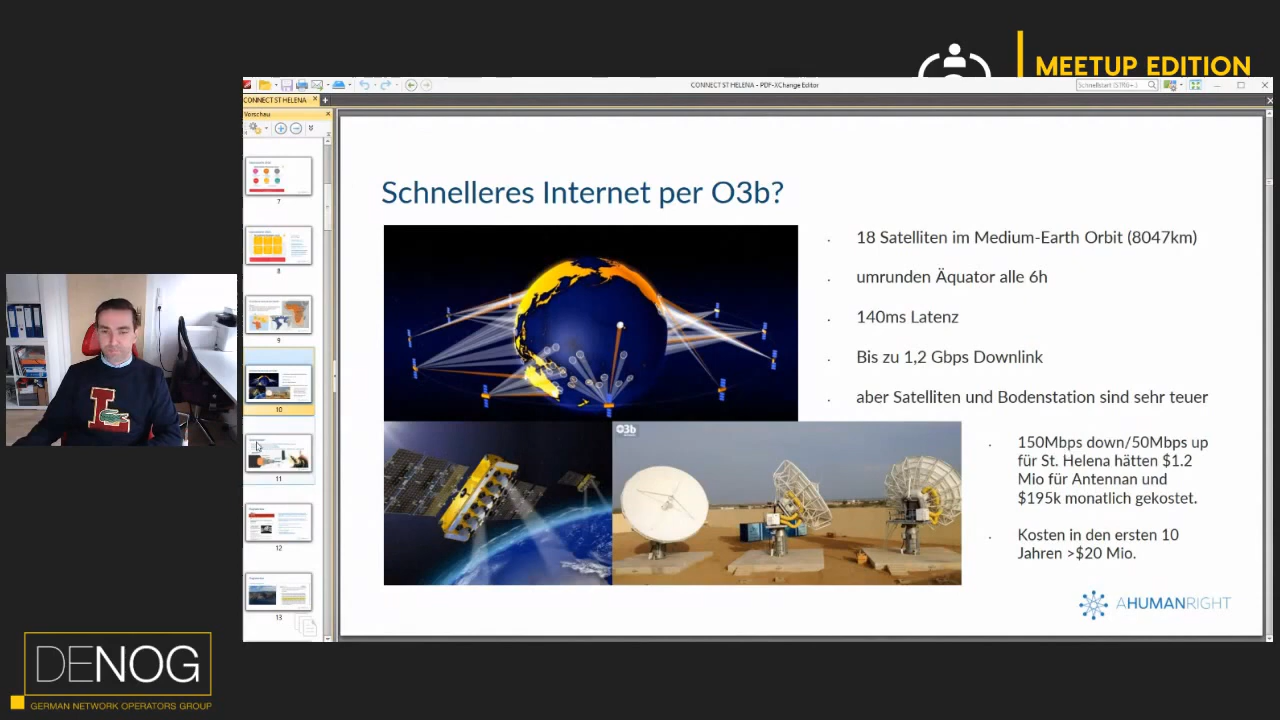 MEETUP EDITION
CONNECT ST HELENA - PDF-XChange Editor
Schnellstart (STRG+.)
CONNECT ST HELENA
Vorschau
7
8
9
10
11
12
13
Schnelleres Internet per O3b?
18 Satelliten im Medium-Earth Orbit (8047km)
umrunden Äquator alle 6h
140ms Latenz
Bis zu 1,2 Gbps Downlink
aber Satelliten und Bodenstation sind sehr teuer
150Mbps down/50Mbps up
für St. Helena hätten $1.2
Mio für Antennan und
$195k monatlich gekostet.
Kosten in den ersten 10
Jahren >$20 Mio.
O3b
AHUMANRIGHT
L
DENOG
GERMAN NETWORK OPERATORS GROUP